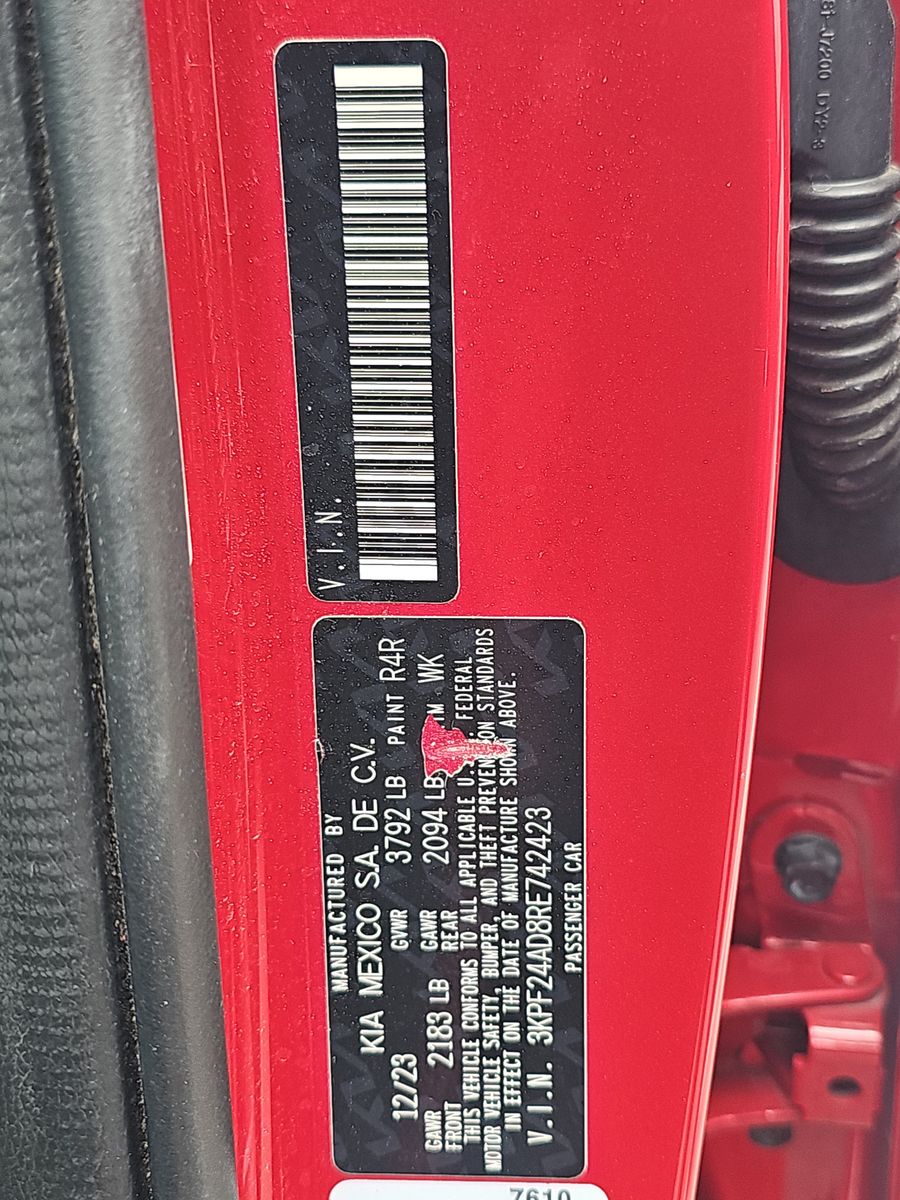 V.I.N.
MANUFACTURED BY
KIA MEXICO S.A. DE C.V.
12/23 GVWR 3792 LB PAINT R4R
GAWR FRONT 2183 LB GAWR REAR 2094 LB M WK
THIS VEHICLE CONFORMS TO ALL APPLICABLE U.S. FEDERAL
MOTOR VEHICLE SAFETY, BUMPER AND THEFT PREVENTION STANDARDS
IN EFFECT ON THE DATE OF MANUFACTURE SHOWN ABOVE.
V.I.N. 3KPF24AD8RE742423
PASSENGER CAR
7610